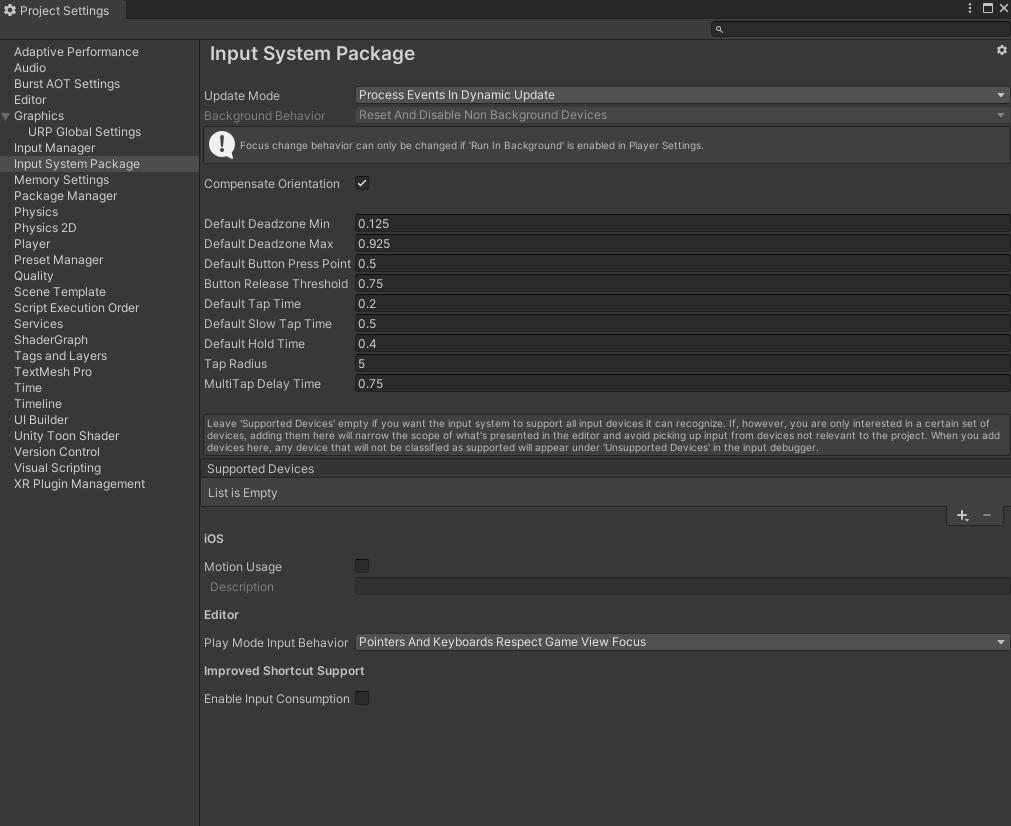 Project Settings
Adaptive Performance
Audio
Burst AOT Settings
Editor
Graphics
URP Global Settings
Input Manager
Input System Package
Memory Settings
Package Manager
Physics
Physics 2D
Player
Preset Manager
Quality
Scene Template
Script Execution Order
Services
ShaderGraph
Tags and Layers
TextMesh Pro
Time
Timeline
UI Builder
Unity Toon Shader
Version Control
Visual Scripting
XR Plugin Management
Input System Package
Update Mode Process Events In Dynamic Update
Background Behavior Reset And Disable Non Background Devices
Focus change behavior can only be changed if 'Run In Background' is enabled in Player Settings.
Compensate Orientation
Default Deadzone Min 0.125
Default Deadzone Max 0.925
Default Button Press Point 0.5
Button Release Threshold 0.75
Default Tap Time 0.2
Default Slow Tap Time 0.5
Default Hold Time 0.4
Tap Radius 5
MultiTap Delay Time 0.75
Leave 'Supported Devices' empty if you want the input system to support all input devices it can recognize. If, however, you are only interested in a certain set of
devices, adding them here will narrow the scope of what's presented in the editor and avoid picking up input from devices not relevant to the project. When you add
devices here, any device that will not be classified as supported will appear under 'Unsupported Devices' in the input debugger.
Supported Devices
List is Empty
iOS
Motion Usage
Description
Editor
Play Mode Input Behavior Pointers And Keyboards Respect Game View Focus
Improved Shortcut Support
Enable Input Consumption